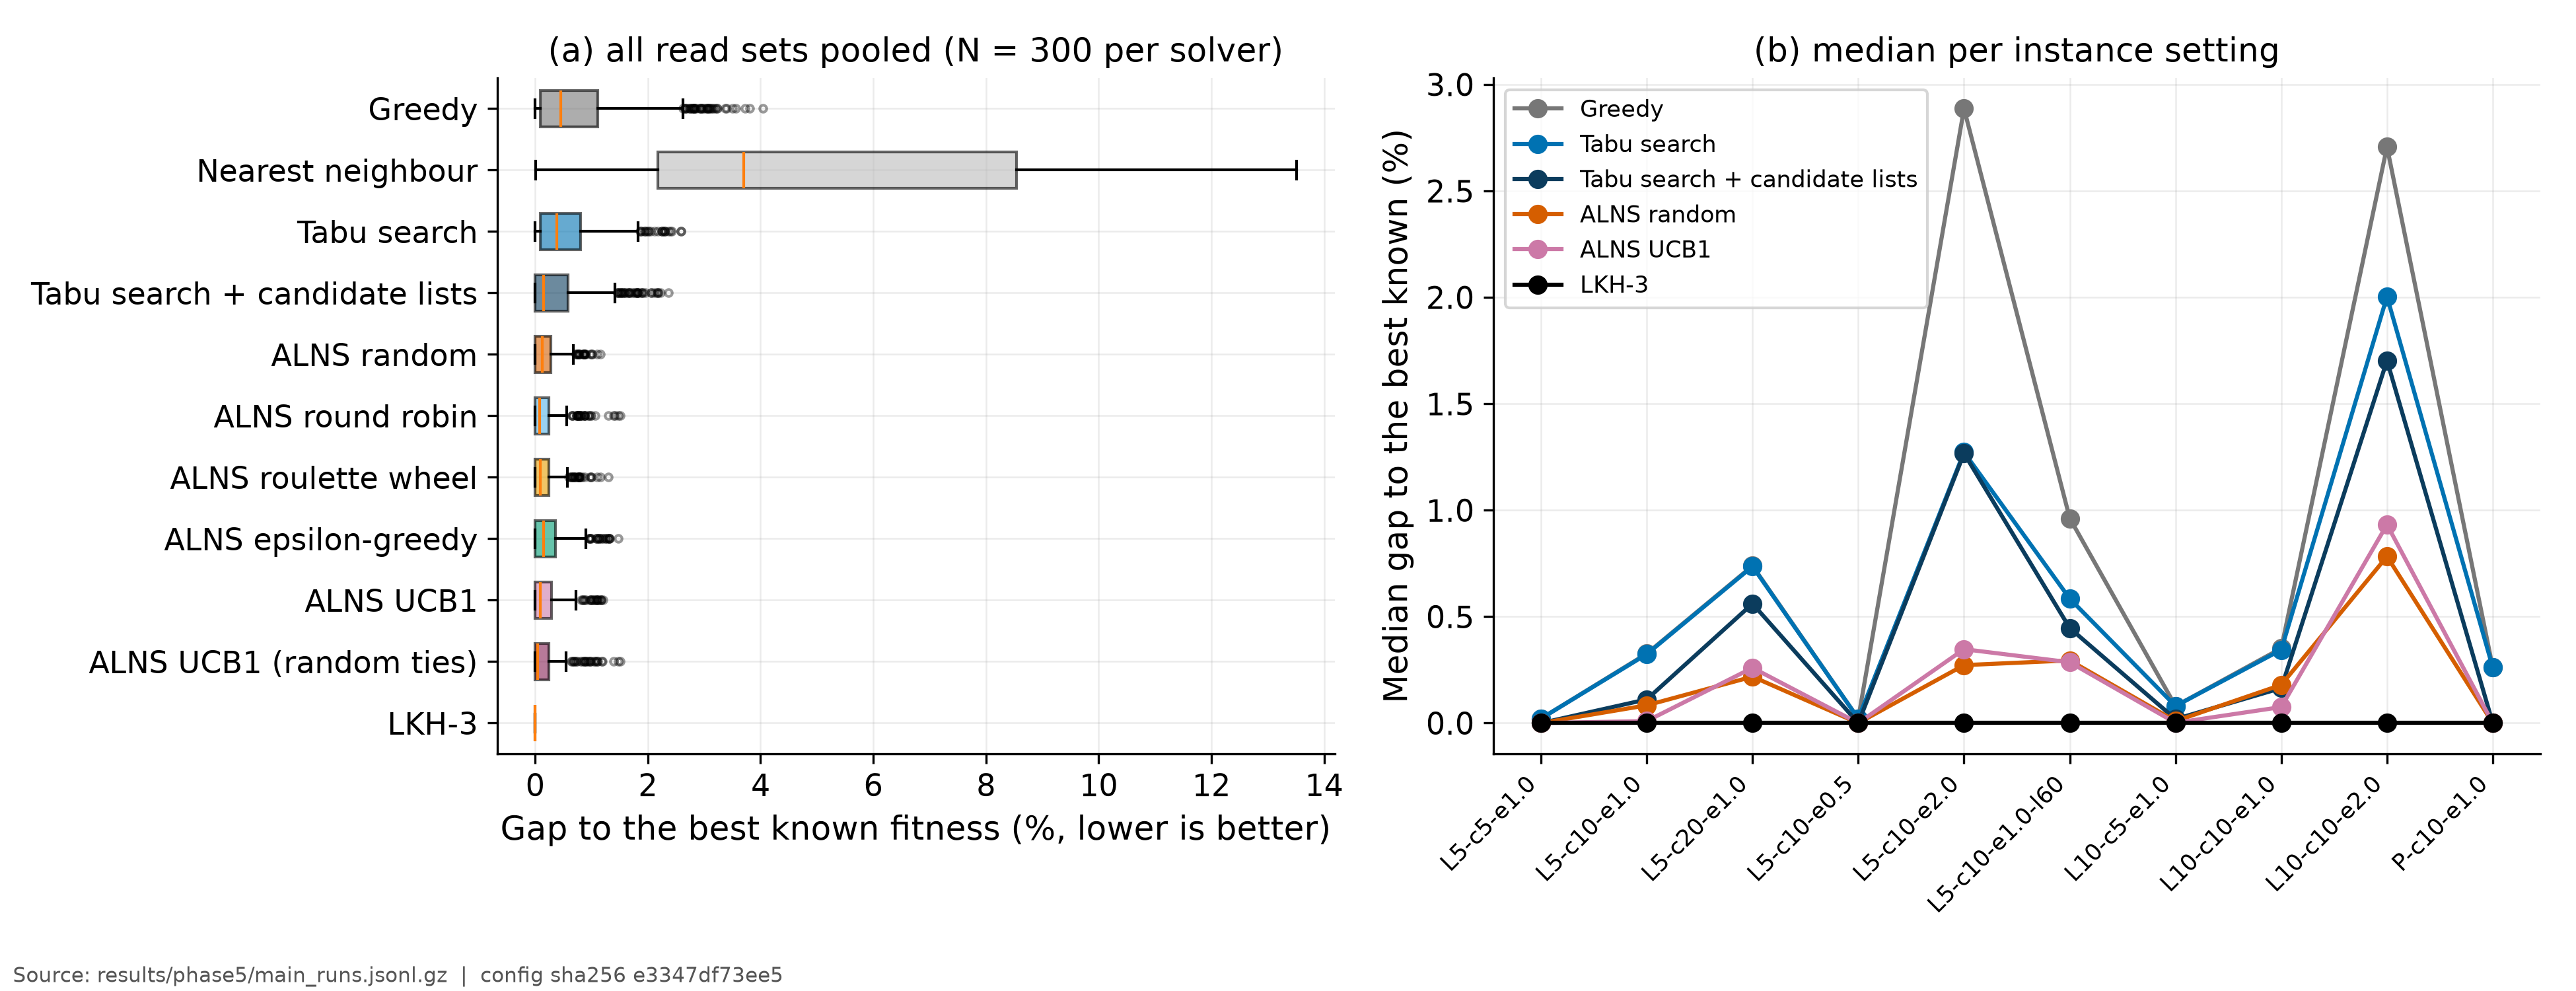 (a) all read sets pooled (N = 300 per solver)
Greedy
Nearest neighbour
Tabu search
Tabu search + candidate lists
ALNS random
ALNS round robin
ALNS roulette wheel
ALNS epsilon-greedy
ALNS UCB1
ALNS UCB1 (random ties)
LKH-3
0 2 4 6 8 10 12 14
Gap to the best known fitness (%, lower is better)
(b) median per instance setting
Median gap to the best known (%)
3.0
2.5
2.0
1.5
1.0
0.5
0.0
Greedy
Tabu search
Tabu search + candidate lists
ALNS random
ALNS UCB1
LKH-3
L5-c5-e1.0
L5-c10-e1.0
L5-c20-e1.0
L5-c10-e0.5
L5-c10-e2.0
L5-c10-e1.0-l60
L10-c5-e1.0
L10-c10-e1.0
L10-c10-e2.0
P-c10-e1.0
Source: results/phase5/main_runs.jsonl.gz | config sha256 e3347df73ee5